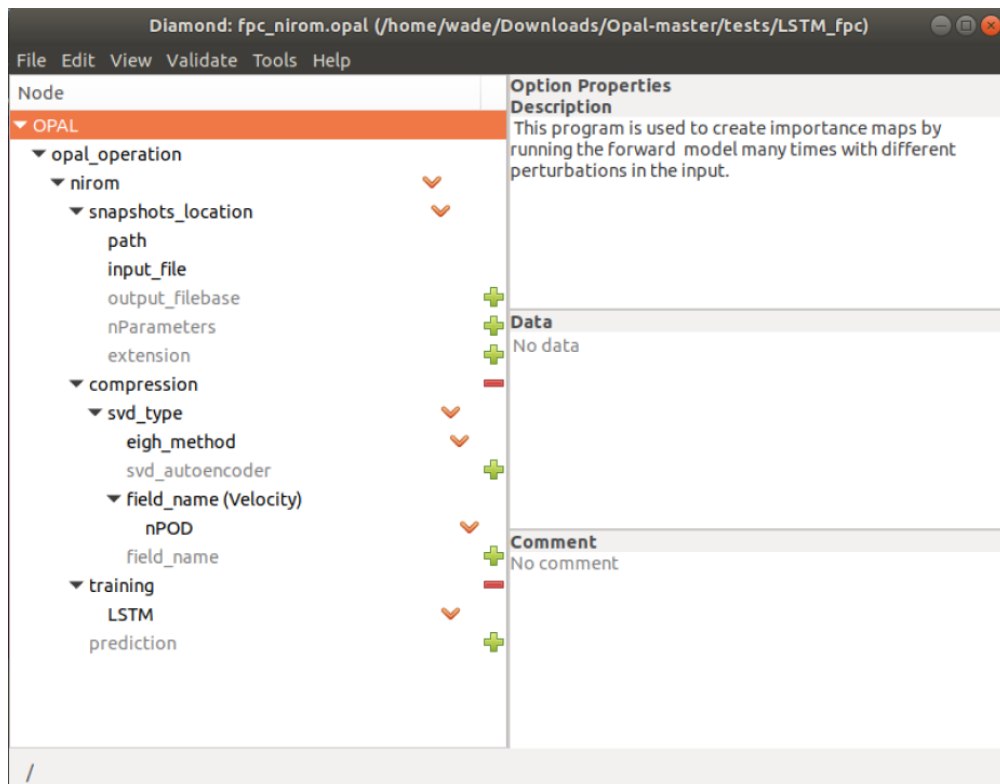 Diamond: fpc_nirom.opal (/home/wade/Downloads/Opal-master/tests/LSTM_fpc)
File Edit View Validate Tools Help
Node
OPAL
opal_operation
nirom
snapshots_location
path
input_file
output_filebase
nParameters
extension
compression
svd_type
eigh_method
svd_autoencoder
field_name (Velocity)
nPOD
field_name
training
LSTM
prediction
Option Properties
Description
This program is used to create importance maps by
running the forward model many times with different
perturbations in the input.
Data
No data
Comment
No comment
/